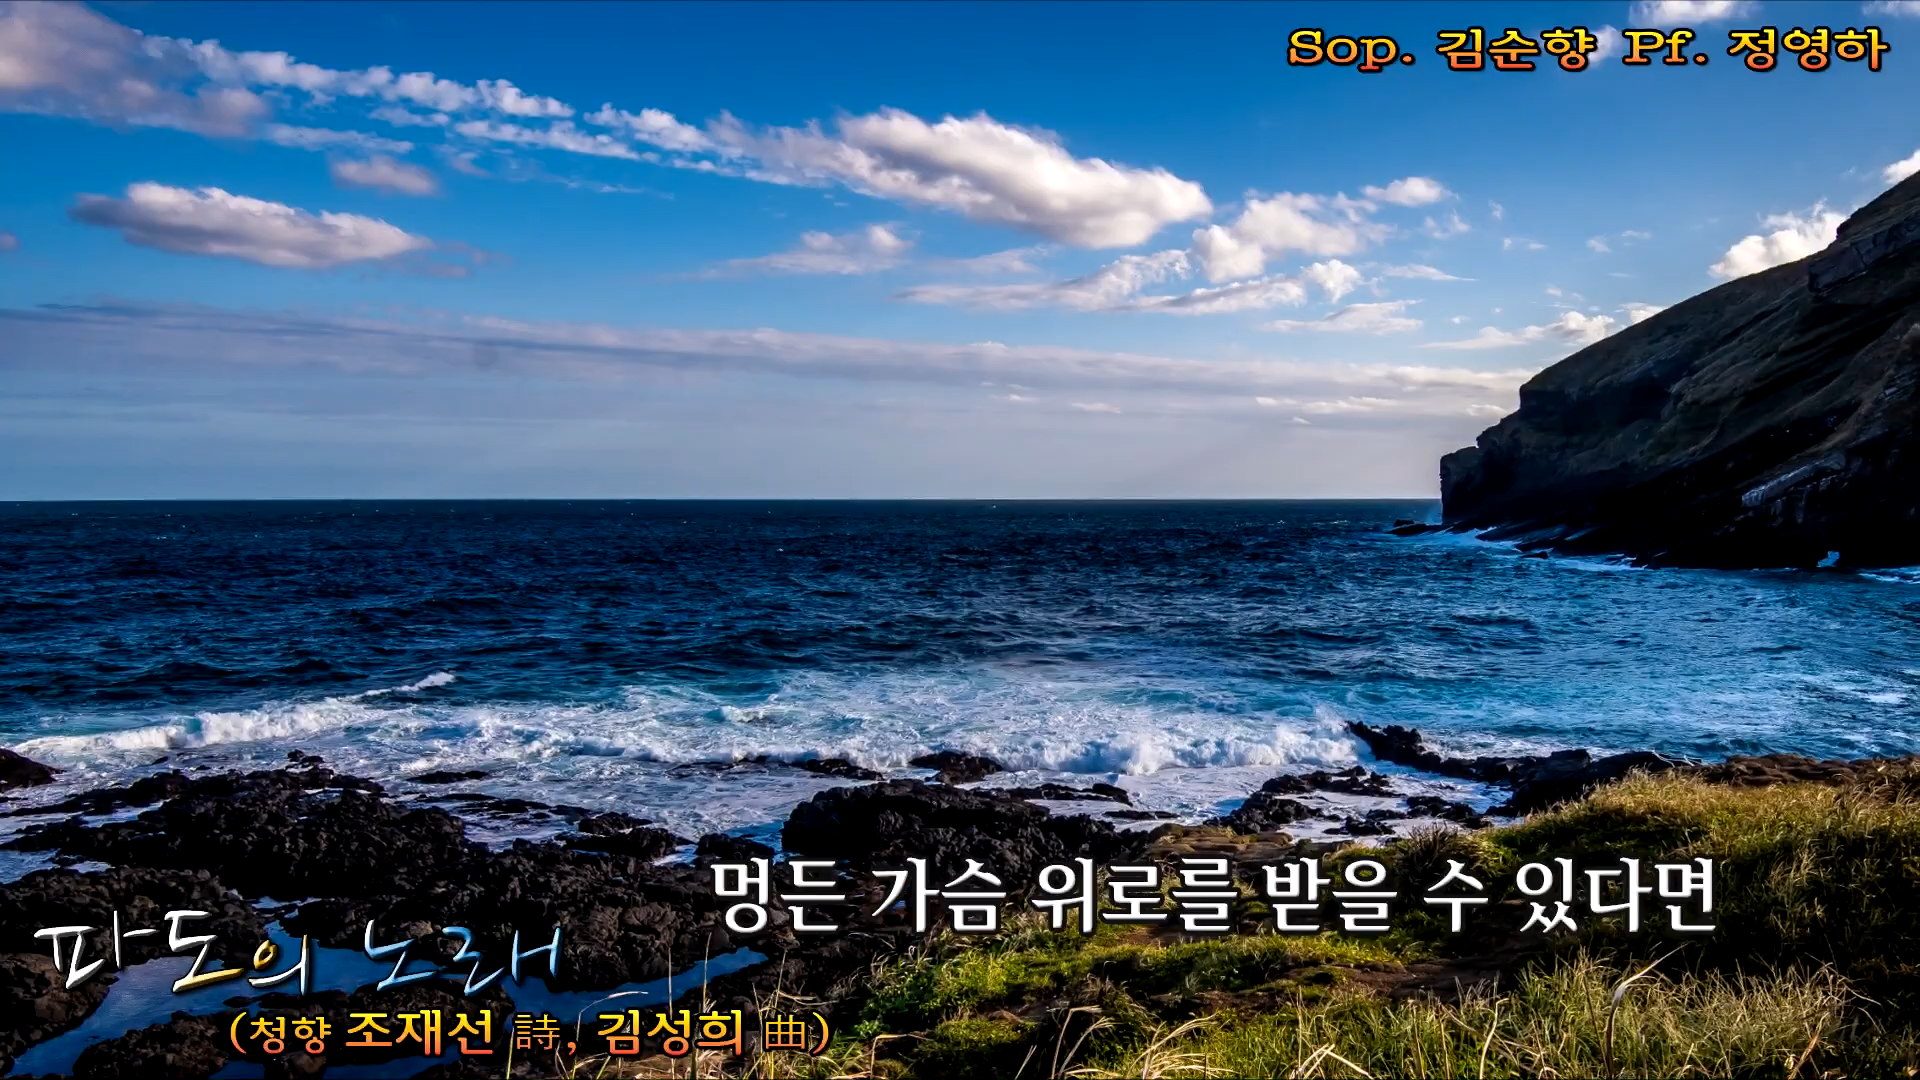 Sop. 김순향 Pf. 정영하
멍든 가슴 위로를 받을 수 있다면
파도의 노래
(청향 조재선 詩, 김성희 曲)